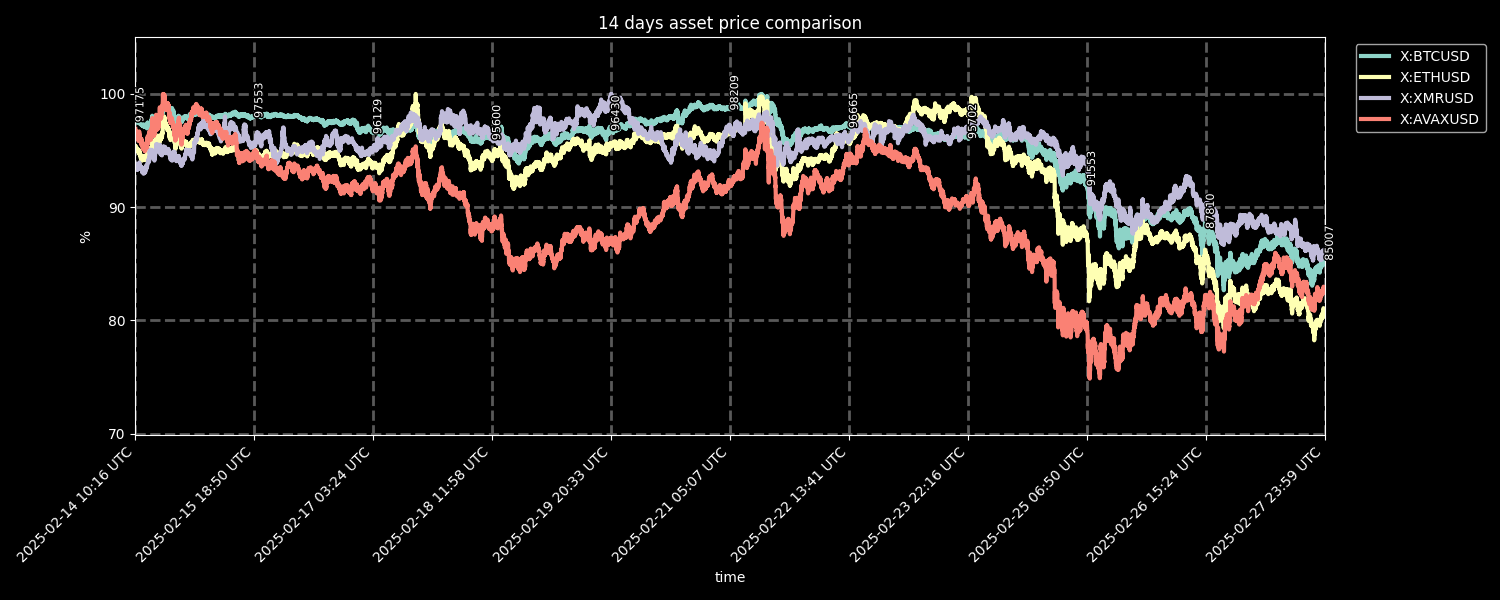 14 days asset price comparison
X:BTCUSD
X:ETHUSD
X:XMRUSD
X:AVAXUSD
100
90
80
70
%
97175
97553
96129
95600
96430
98209
96665
95702
91553
87810
85007
2025-02-14 10:16 UTC
2025-02-15 18:50 UTC
2025-02-17 03:24 UTC
2025-02-18 11:58 UTC
2025-02-19 20:33 UTC
2025-02-21 05:07 UTC
2025-02-22 13:41 UTC
2025-02-23 22:16 UTC
2025-02-25 06:50 UTC
2025-02-26 15:24 UTC
2025-02-27 23:59 UTC
time